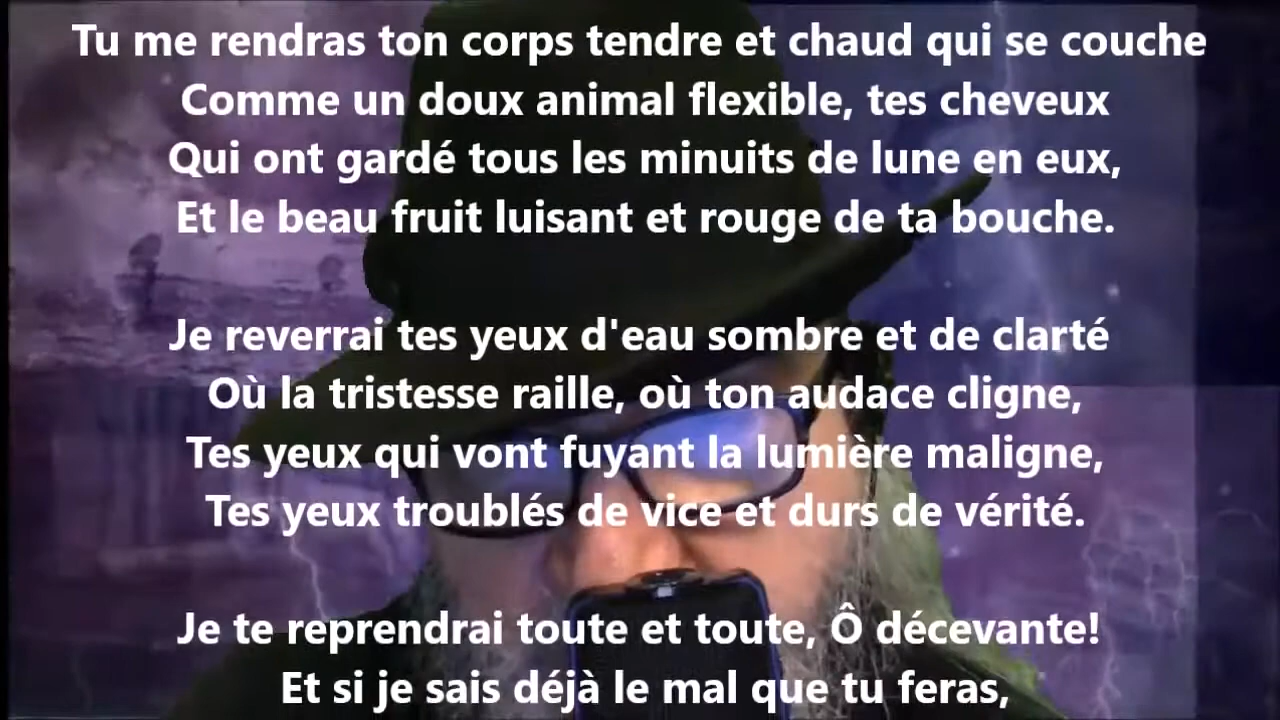 Tu me rendras ton corps tendre et chaud qui se couche
Comme un doux animal flexible, tes cheveux
Qui ont gardé tous les minuits de lune en eux,
Et le beau fruit luisant et rouge de ta bouche.
Je reverrai tes yeux d'eau sombre et de clarté
Où la tristesse raille, où ton audace cligne,
Tes yeux qui vont fuyant la lumière maligne,
Tes yeux troublés de vice et durs de vérité.
Je te reprendrai toute et toute, Ô décevante!
Et si je sais déjà le mal que tu feras,